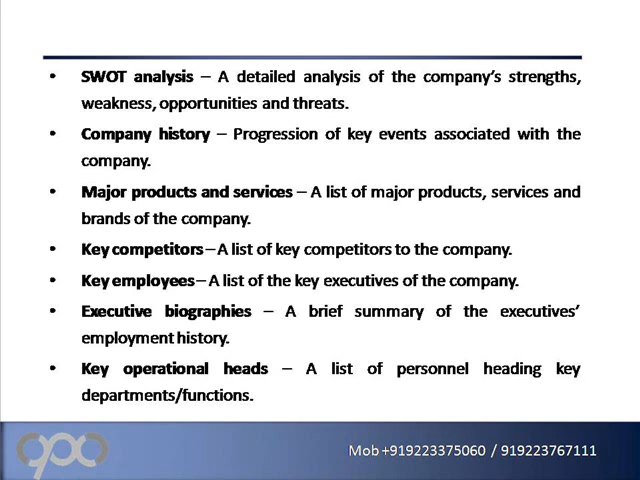 • SWOT analysis – A detailed analysis of the company's strengths,
weakness, opportunities and threats.
• Company history – Progression of key events associated with the
company.
• Major products and services – A list of major products, services and
brands of the company.
• Key competitors – A list of key competitors to the company.
• Key employees – A list of the key executives of the company.
• Executive biographies – A brief summary of the executives'
employment history.
• Key operational heads – A list of personnel heading key
departments/functions.
Mob +919223375060 / 919223767111